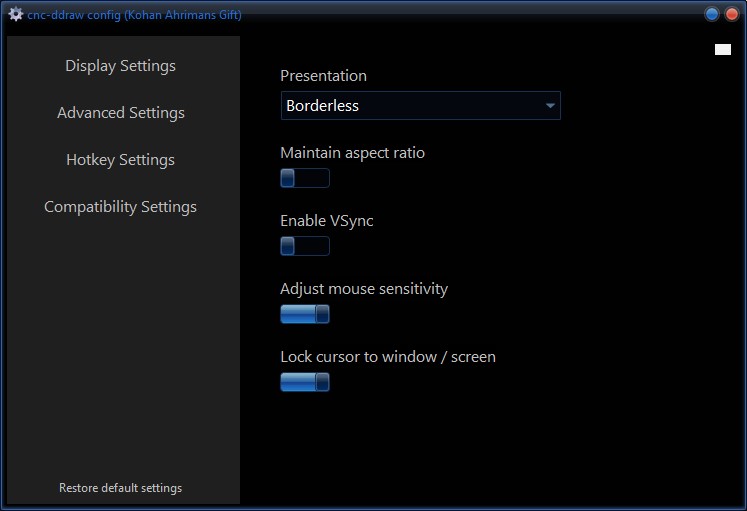 cnc-ddraw config (Kohan Ahrimans Gift)
Display Settings
Advanced Settings
Hotkey Settings
Compatibility Settings
Restore default settings
Presentation
Borderless
Maintain aspect ratio
Enable VSync
Adjust mouse sensitivity
Lock cursor to window / screen